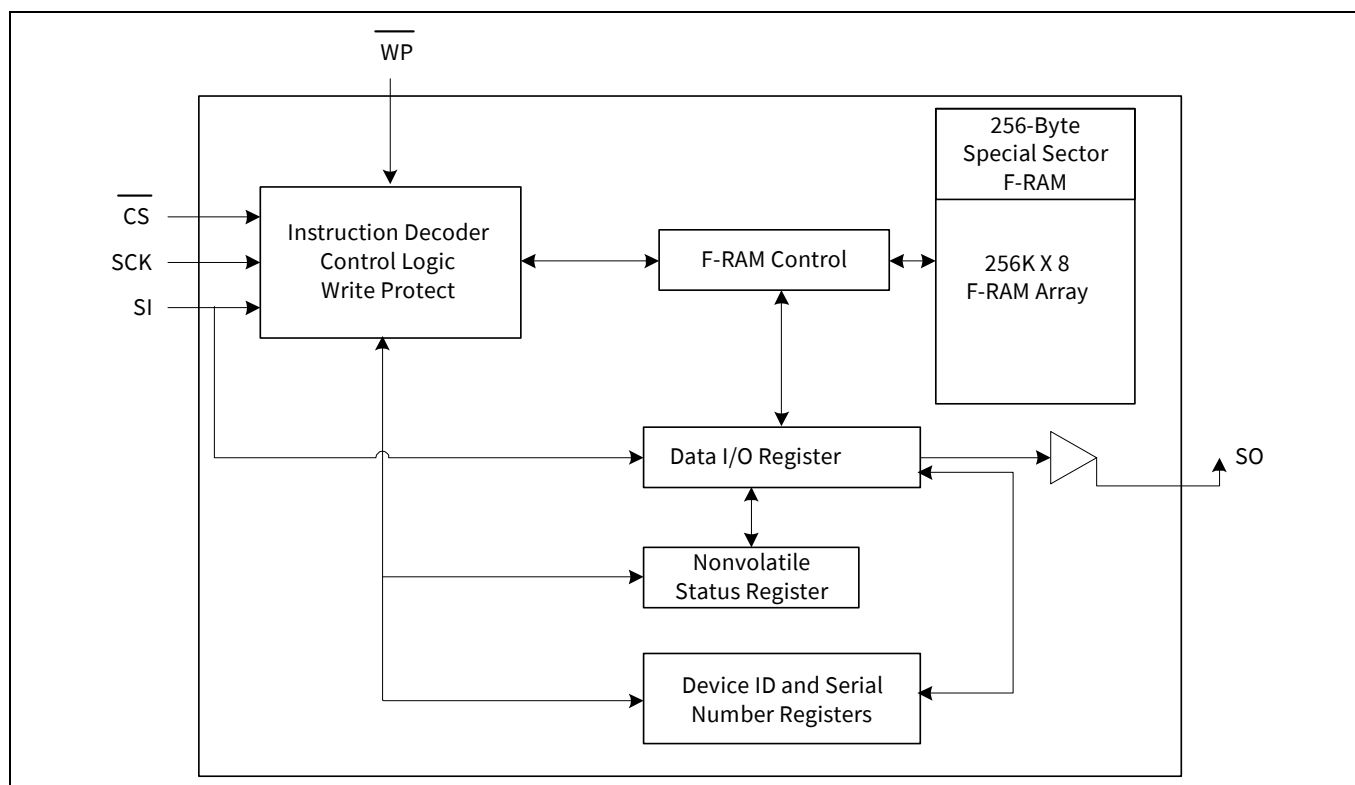 WP
256-Byte
Special Sector
F-RAM
CS
SCK
SI
Instruction Decoder
Control Logic
Write Protect
F-RAM Control
256K X 8
F-RAM Array
Data I/O Register
SO
Nonvolatile
Status Register
Device ID and Serial
Number Registers